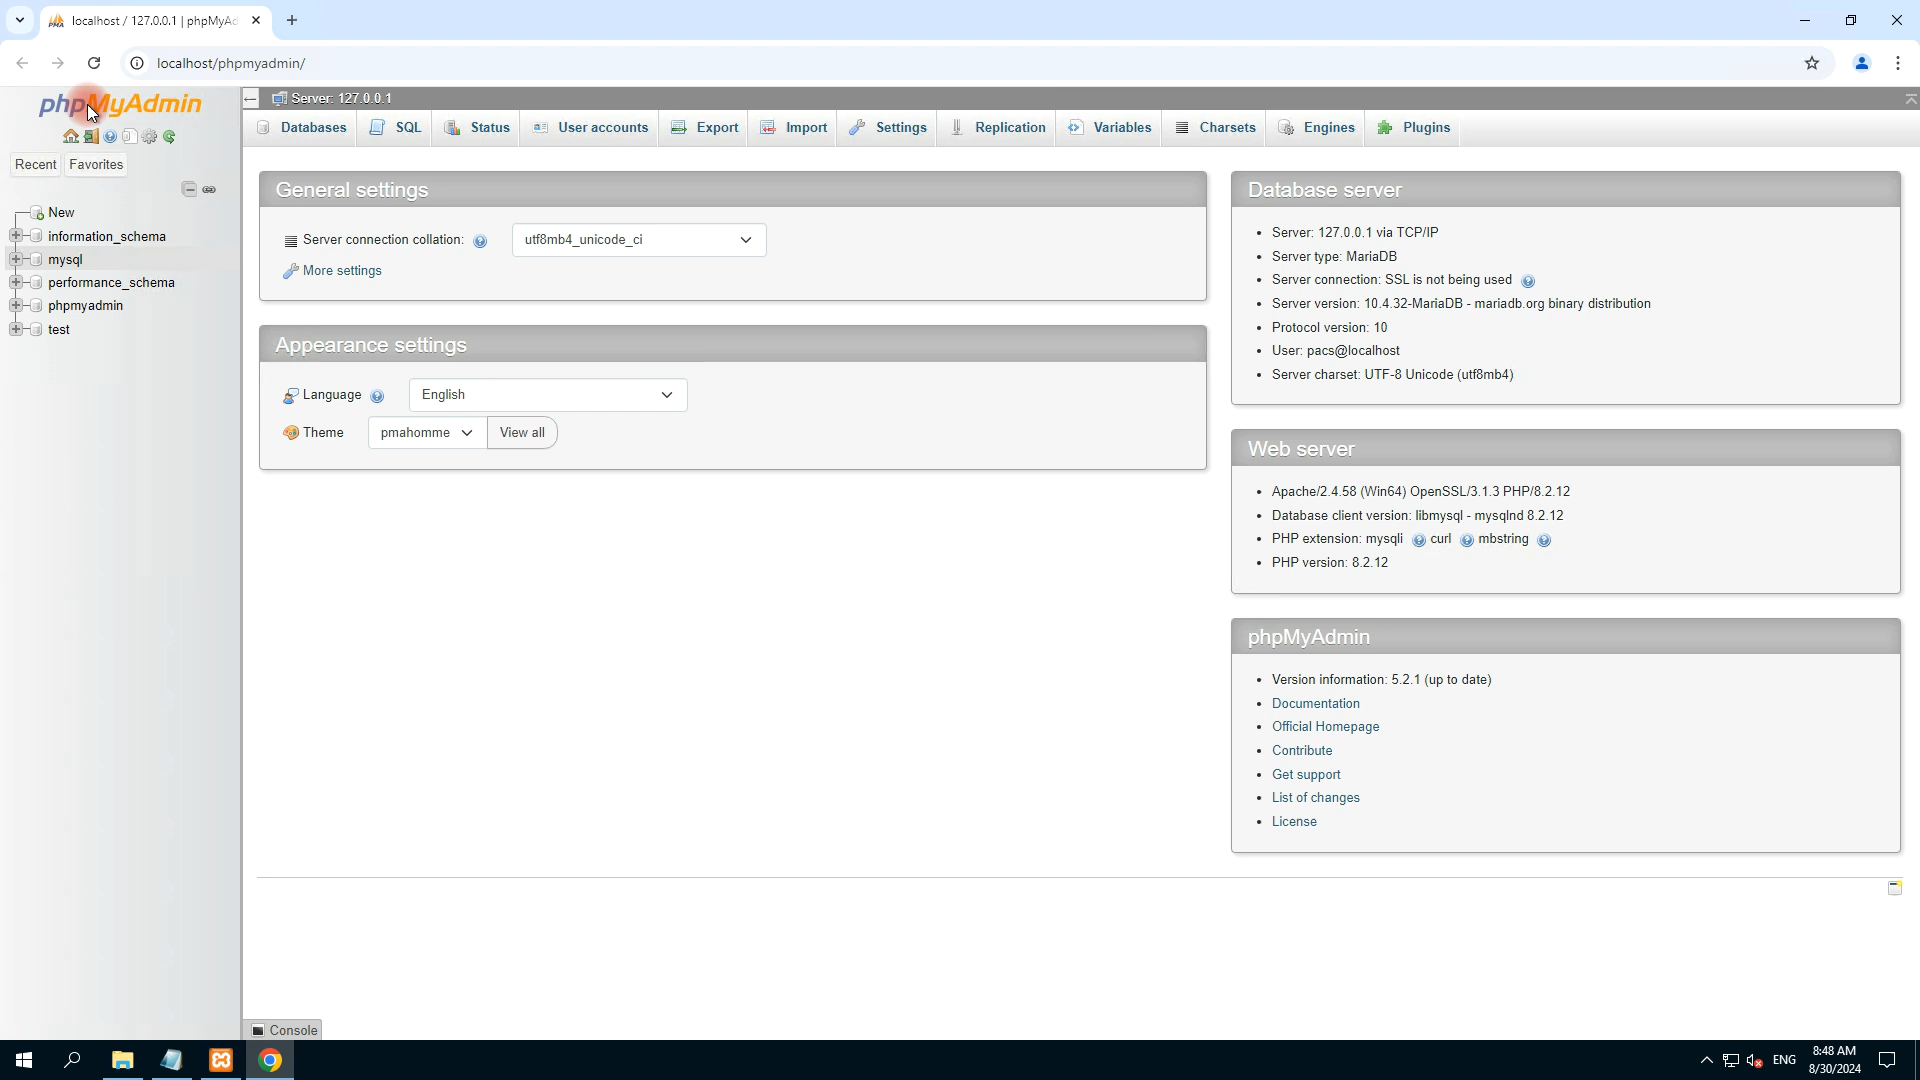 localhost / 127.0.0.1 | phpMyAd
localhost/phpmyadmin/
phpMyAdmin
Recent
Favorites
New
information_schema
mysql
performance_schema
phpmyadmin
test
Server: 127.0.0.1
Databases
SQL
Status
User accounts
Export
Import
Settings
Replication
Variables
Charsets
Engines
Plugins
General settings
Server connection collation:
utf8mb4_unicode_ci
More settings
Appearance settings
Language
English
Theme
pmahomme
View all
Database server
Server: 127.0.0.1 via TCP/IP
Server type: MariaDB
Server connection: SSL is not being used
Server version: 10.4.32-MariaDB - mariadb.org binary distribution
Protocol version: 10
User: pacs@localhost
Server charset: UTF-8 Unicode (utf8mb4)
Web server
Apache/2.4.58 (Win64) OpenSSL/3.1.3 PHP/8.2.12
Database client version: libmysql - mysqlnd 8.2.12
PHP extension: mysqli curl mbstring
PHP version: 8.2.12
phpMyAdmin
Version information: 5.2.1 (up to date)
Documentation
Official Homepage
Contribute
Get support
List of changes
License
Console
ENG
8:48 AM
8/30/2024